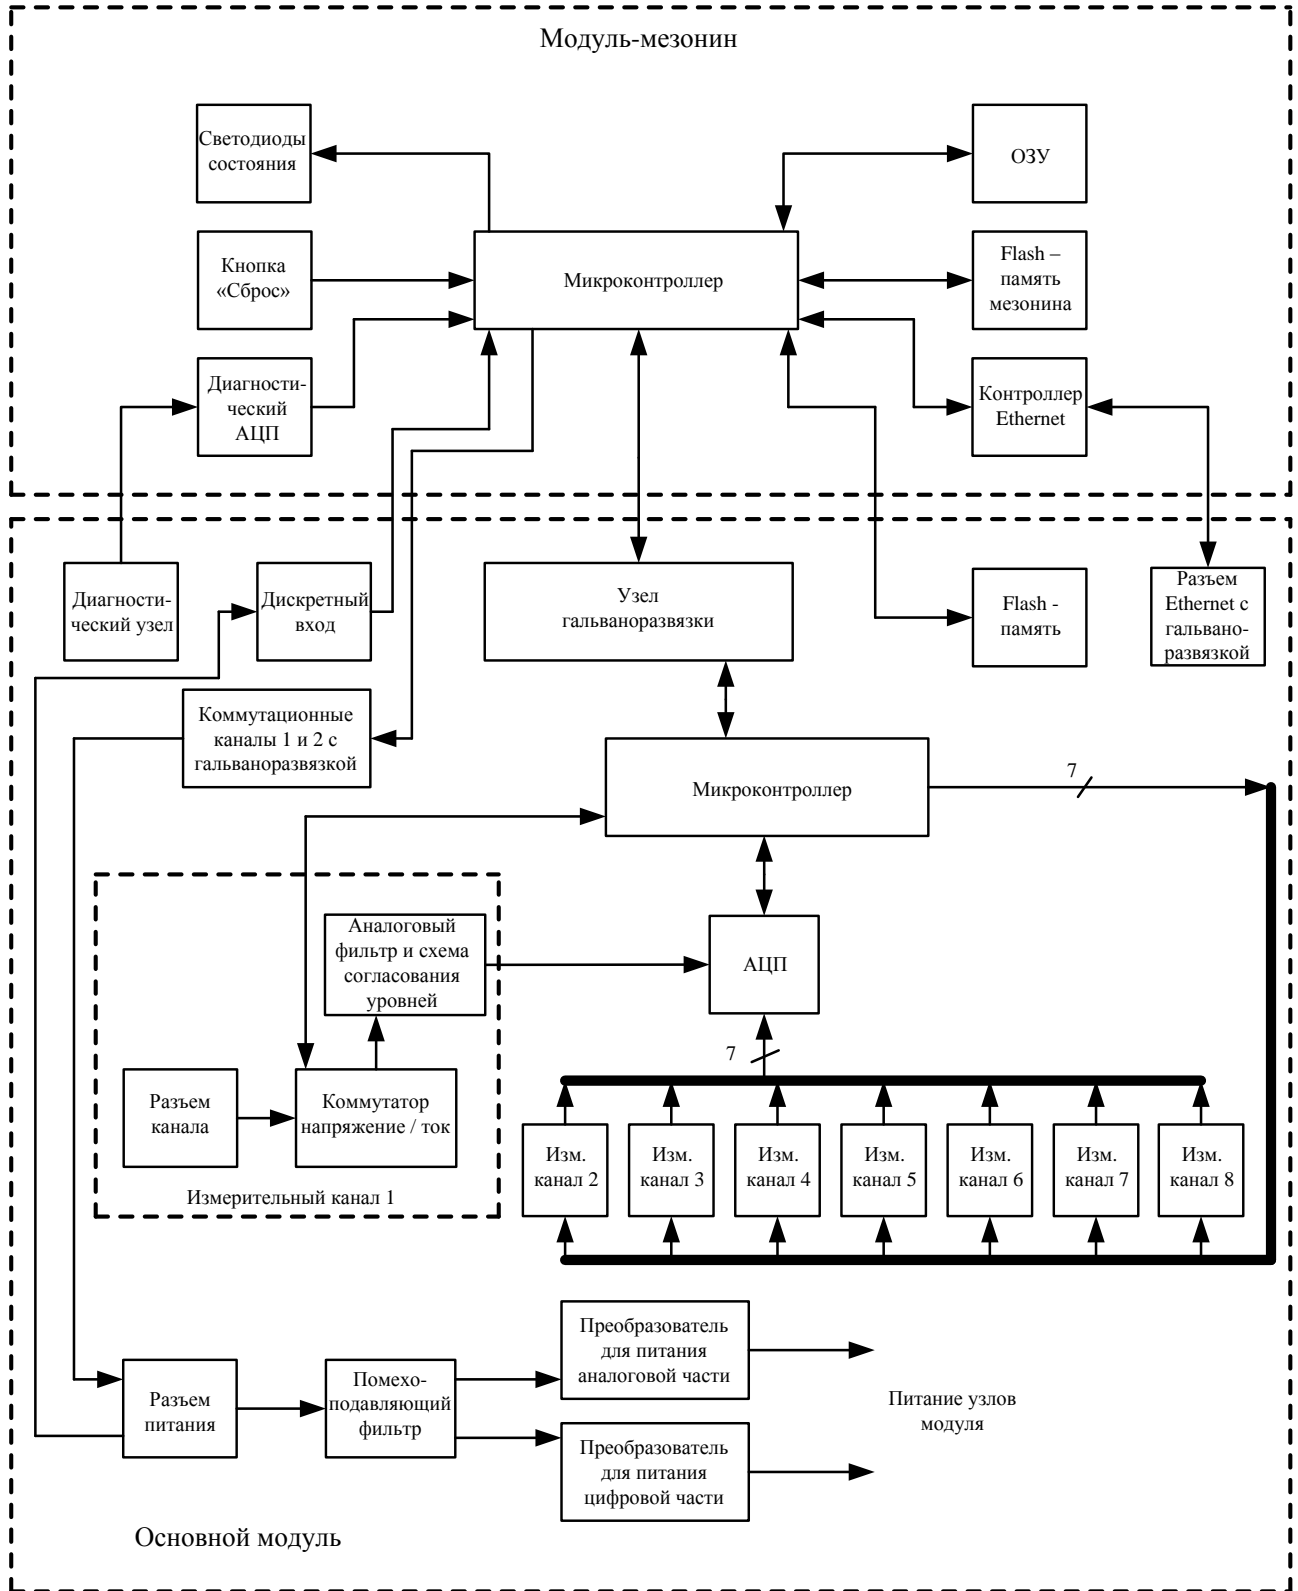 Модуль-мезонин
Светодиоды
состояния
ОЗУ
Кнопка
«Сброс»
Микроконтроллер
Flash –
память
мезонина
Диагности-
ческий
АЦП
Контроллер
Ethernet
Диагности-
ческий узел
Дискретный
вход
Узел
гальваноразвязки
Flash -
память
Разъем
Ethernet с
гальвано-
развязкой
Коммутационные
каналы 1 и 2 с
гальваноразвязкой
Микроконтроллер
7
Аналоговый
фильтр и схема
согласования
уровней
АЦП
7
Разъем
канала
Коммутатор
напряжение / ток
Измерительный канал 1
Изм.
канал 2
Изм.
канал 3
Изм.
канал 4
Изм.
канал 5
Изм.
канал 6
Изм.
канал 7
Изм.
канал 8
Преобразователь
для питания
аналоговой части
Разъем
питания
Помехо-
подавляющий
фильтр
Питание узлов
модуля
Преобразователь
для питания
цифровой части
Основной модуль